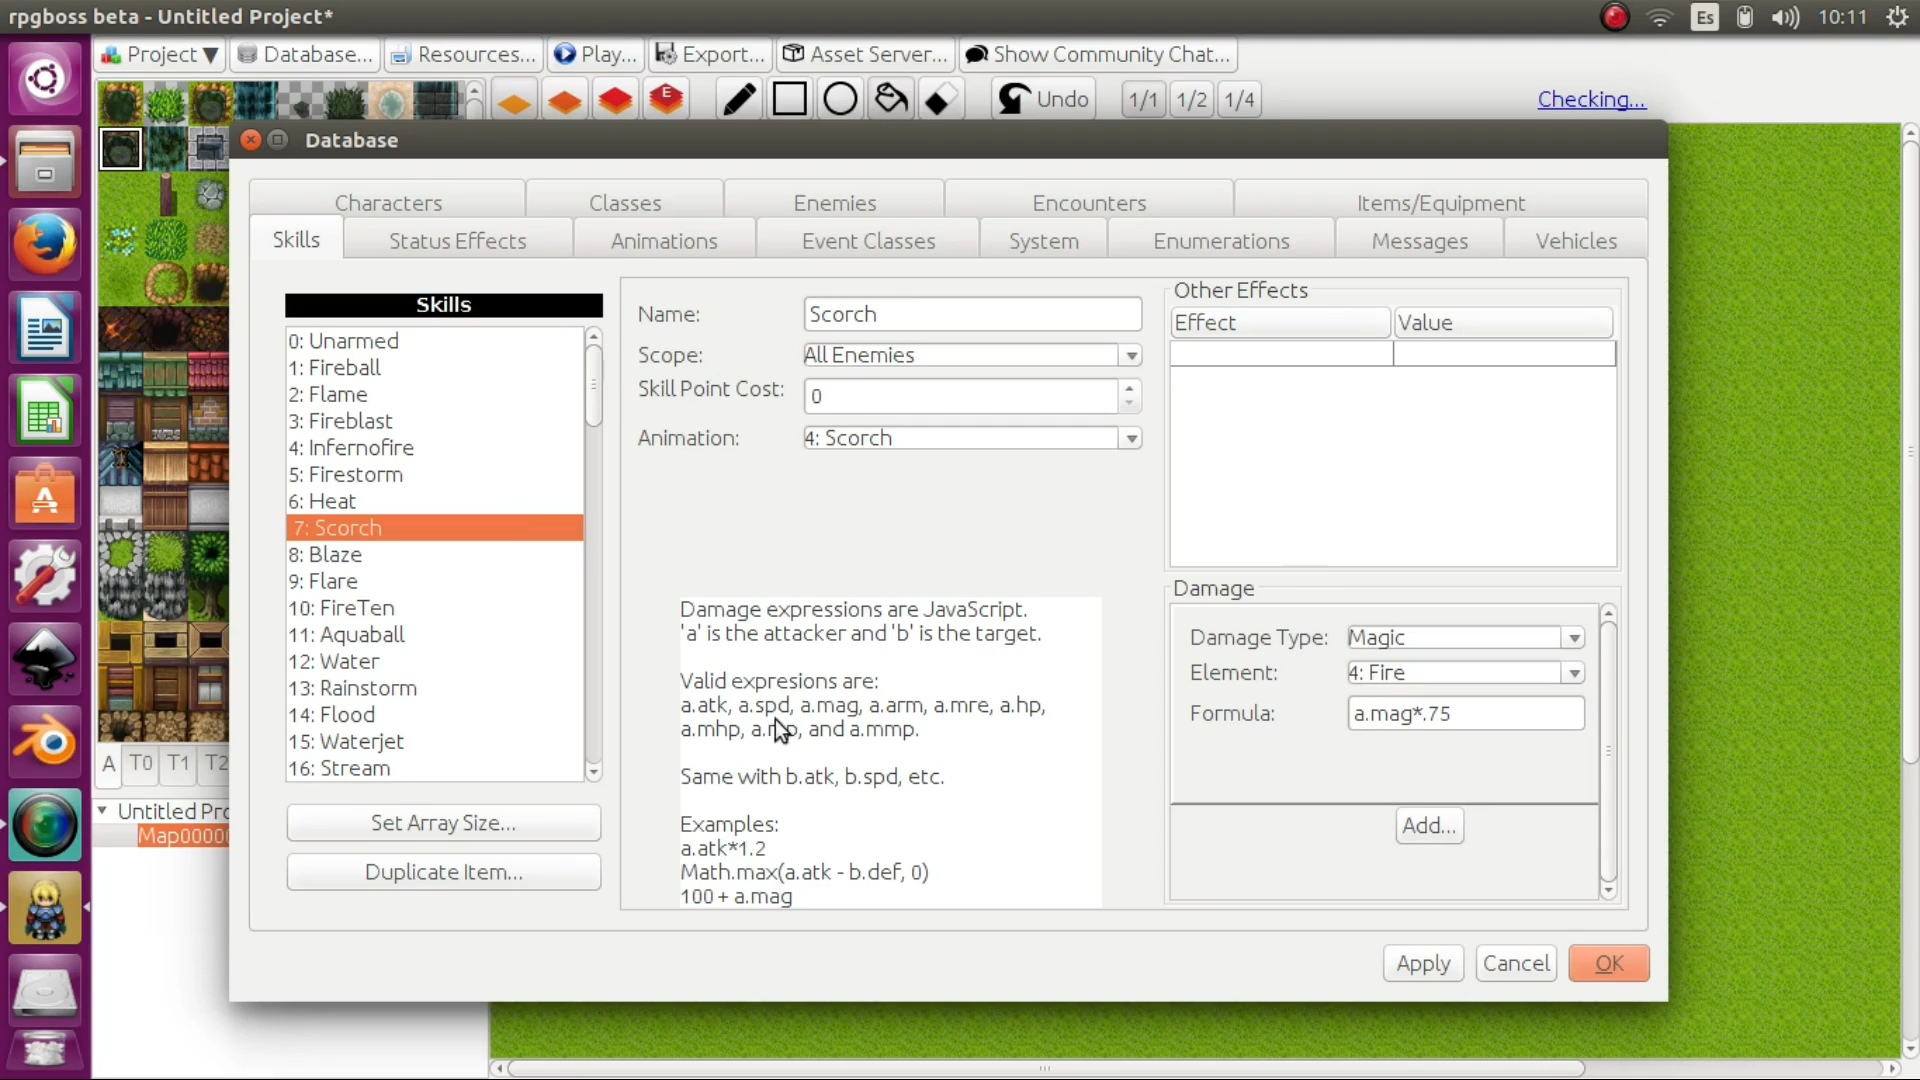 rpgboss beta - Untitled Project*
Es
10:11
Project ▼
Database...
Resources...
Play...
Export...
Asset Server...
Show Community Chat...
E
Undo
1/1
1/2
1/4
Checking...
Database
Characters
Classes
Enemies
Encounters
Items/Equipment
Skills
Status Effects
Animations
Event Classes
System
Enumerations
Messages
Vehicles
Skills
0: Unarmed
1: Fireball
2: Flame
3: Fireblast
4: Infernofire
5: Firestorm
6: Heat
7: Scorch
8: Blaze
9: Flare
10: FireTen
11: Aquaball
12: Water
13: Rainstorm
14: Flood
15: Waterjet
16: Stream
Set Array Size...
Duplicate Item...
Name:
Scorch
Scope:
All Enemies
Skill Point Cost:
0
Animation:
4: Scorch
Damage expressions are JavaScript.
'a' is the attacker and 'b' is the target.
Valid expresions are:
a.atk, a.spd, a.mag, a.arm, a.mre, a.hp,
a.mhp, a.mp, and a.mmp.
Same with b.atk, b.spd, etc.
Examples:
a.atk*1.2
Math.max(a.atk - b.def, 0)
100 + a.mag
Other Effects
Effect
Value
Damage
Damage Type:
Magic
Element:
4: Fire
Formula:
a.mag*.75
Add...
Apply
Cancel
OK
A
T0
T1
T2
Untitled Pro
Map00000